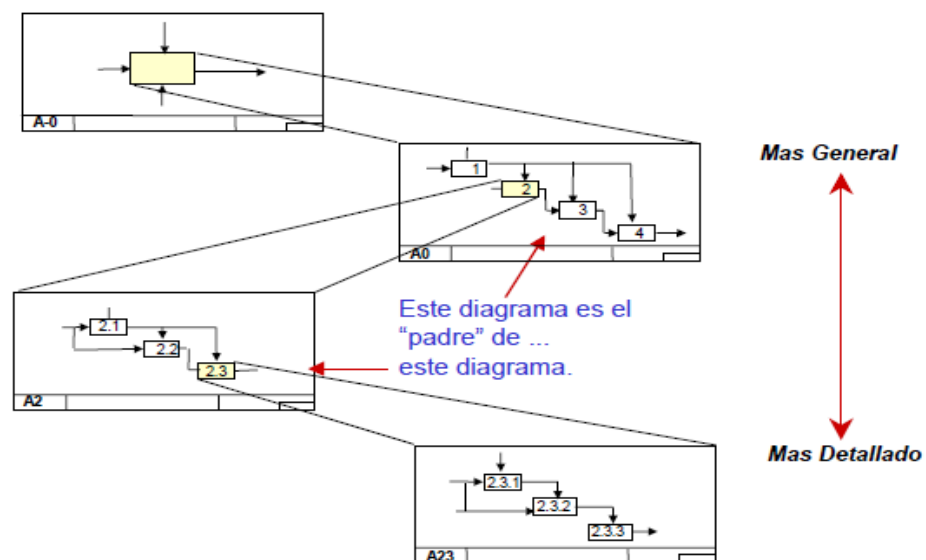 A-0
Mas General
1
2
3
4
A0
Este diagrama es el
“padre” de ...
este diagrama.
2.1
2.2
2.3
A2
Mas Detallado
2.3.1
2.3.2
2.3.3
A23